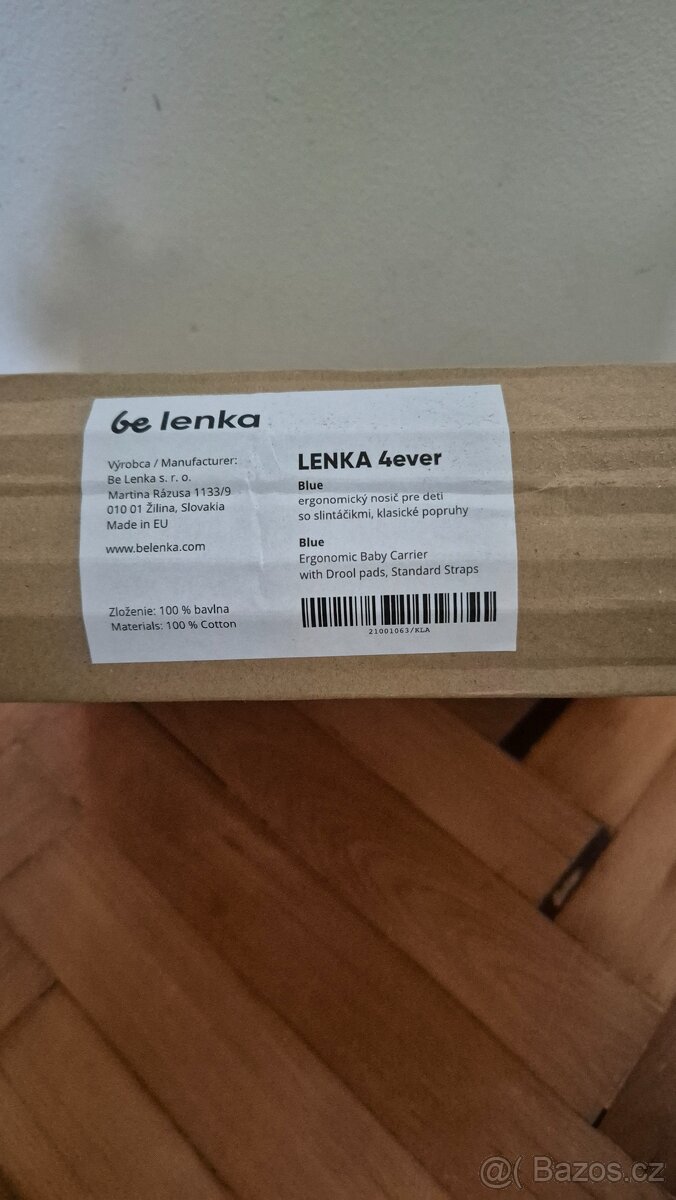 be lenka
Výrobca / Manufacturer:
Be Lenka s. r. o.
Martina Rázusa 1133/9
010 01 Žilina, Slovakia
Made in EU
www.belenka.com
Zloženie: 100 % bavlna
Materials: 100 % Cotton
LENKA 4ever
Blue
ergonomický nosič pre deti
so slintáčikmi, klasické popruhy
Blue
Ergonomic Baby Carrier
with Drool pads, Standard Straps
21001063/KLA
@( Bazos.cz